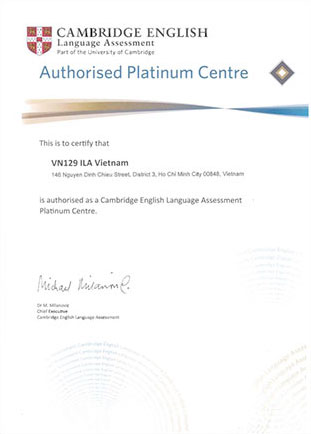 CAMBRIDGE ENGLISH
Language Assessment
Part of the University of Cambridge
Authorised Platinum Centre
This is to certify that
VN129 ILA Vietnam
146 Nguyen Dinh Chieu Street, District 3, Ho Chi Minh City 00848, Vietnam
is authorised as a Cambridge English Language Assessment
Platinum Centre.
Dr M. Milanovic
Chief Executive
Cambridge English Language Assessment